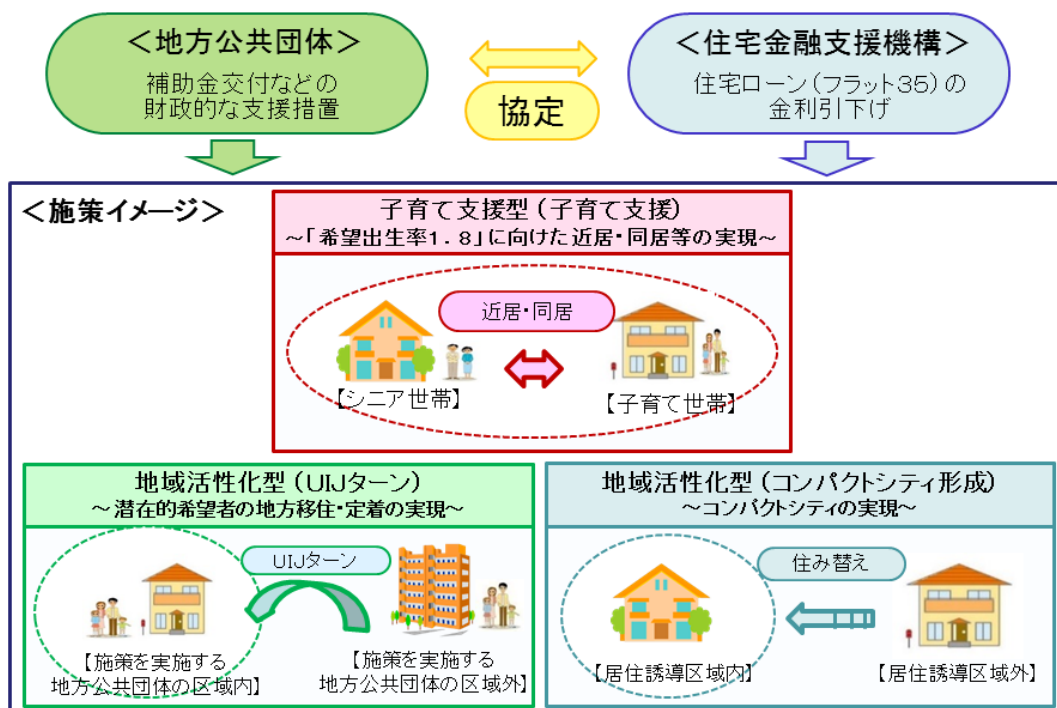 ＜地方公共団体＞
補助金交付などの
財政的な支援措置
協定
＜住宅金融支援機構＞
住宅ローン（フラット35）の
金利引下げ
＜施策イメージ＞
子育て支援型（子育て支援）
～「希望出生率1．8」に向けた近居・同居等の実現～
近居・同居
【シニア世帯】
【子育て世帯】
地域活性化型（UIJターン）
～潜在的希望者の地方移住・定着の実現～
UIJターン
【施策を実施する
地方公共団体の区域内】
【施策を実施する
地方公共団体の区域外】
地域活性化型（コンパクトシティ形成）
～コンパクトシティの実現～
住み替え
【居住誘導区域内】
【居住誘導区域外】